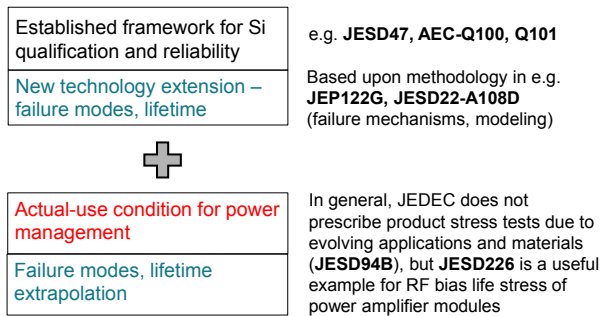 Established framework for Si
qualification and reliability
e.g. JESD47, AEC-Q100, Q101
New technology extension –
failure modes, lifetime
Based upon methodology in e.g.
JEP122G, JESD22-A108D
(failure mechanisms, modeling)
Actual-use condition for power
management
Failure modes, lifetime
extrapolation
In general, JEDEC does not
prescribe product stress tests due to
evolving applications and materials
(JESD94B), but JESD226 is a useful
example for RF bias life stress of
power amplifier modules